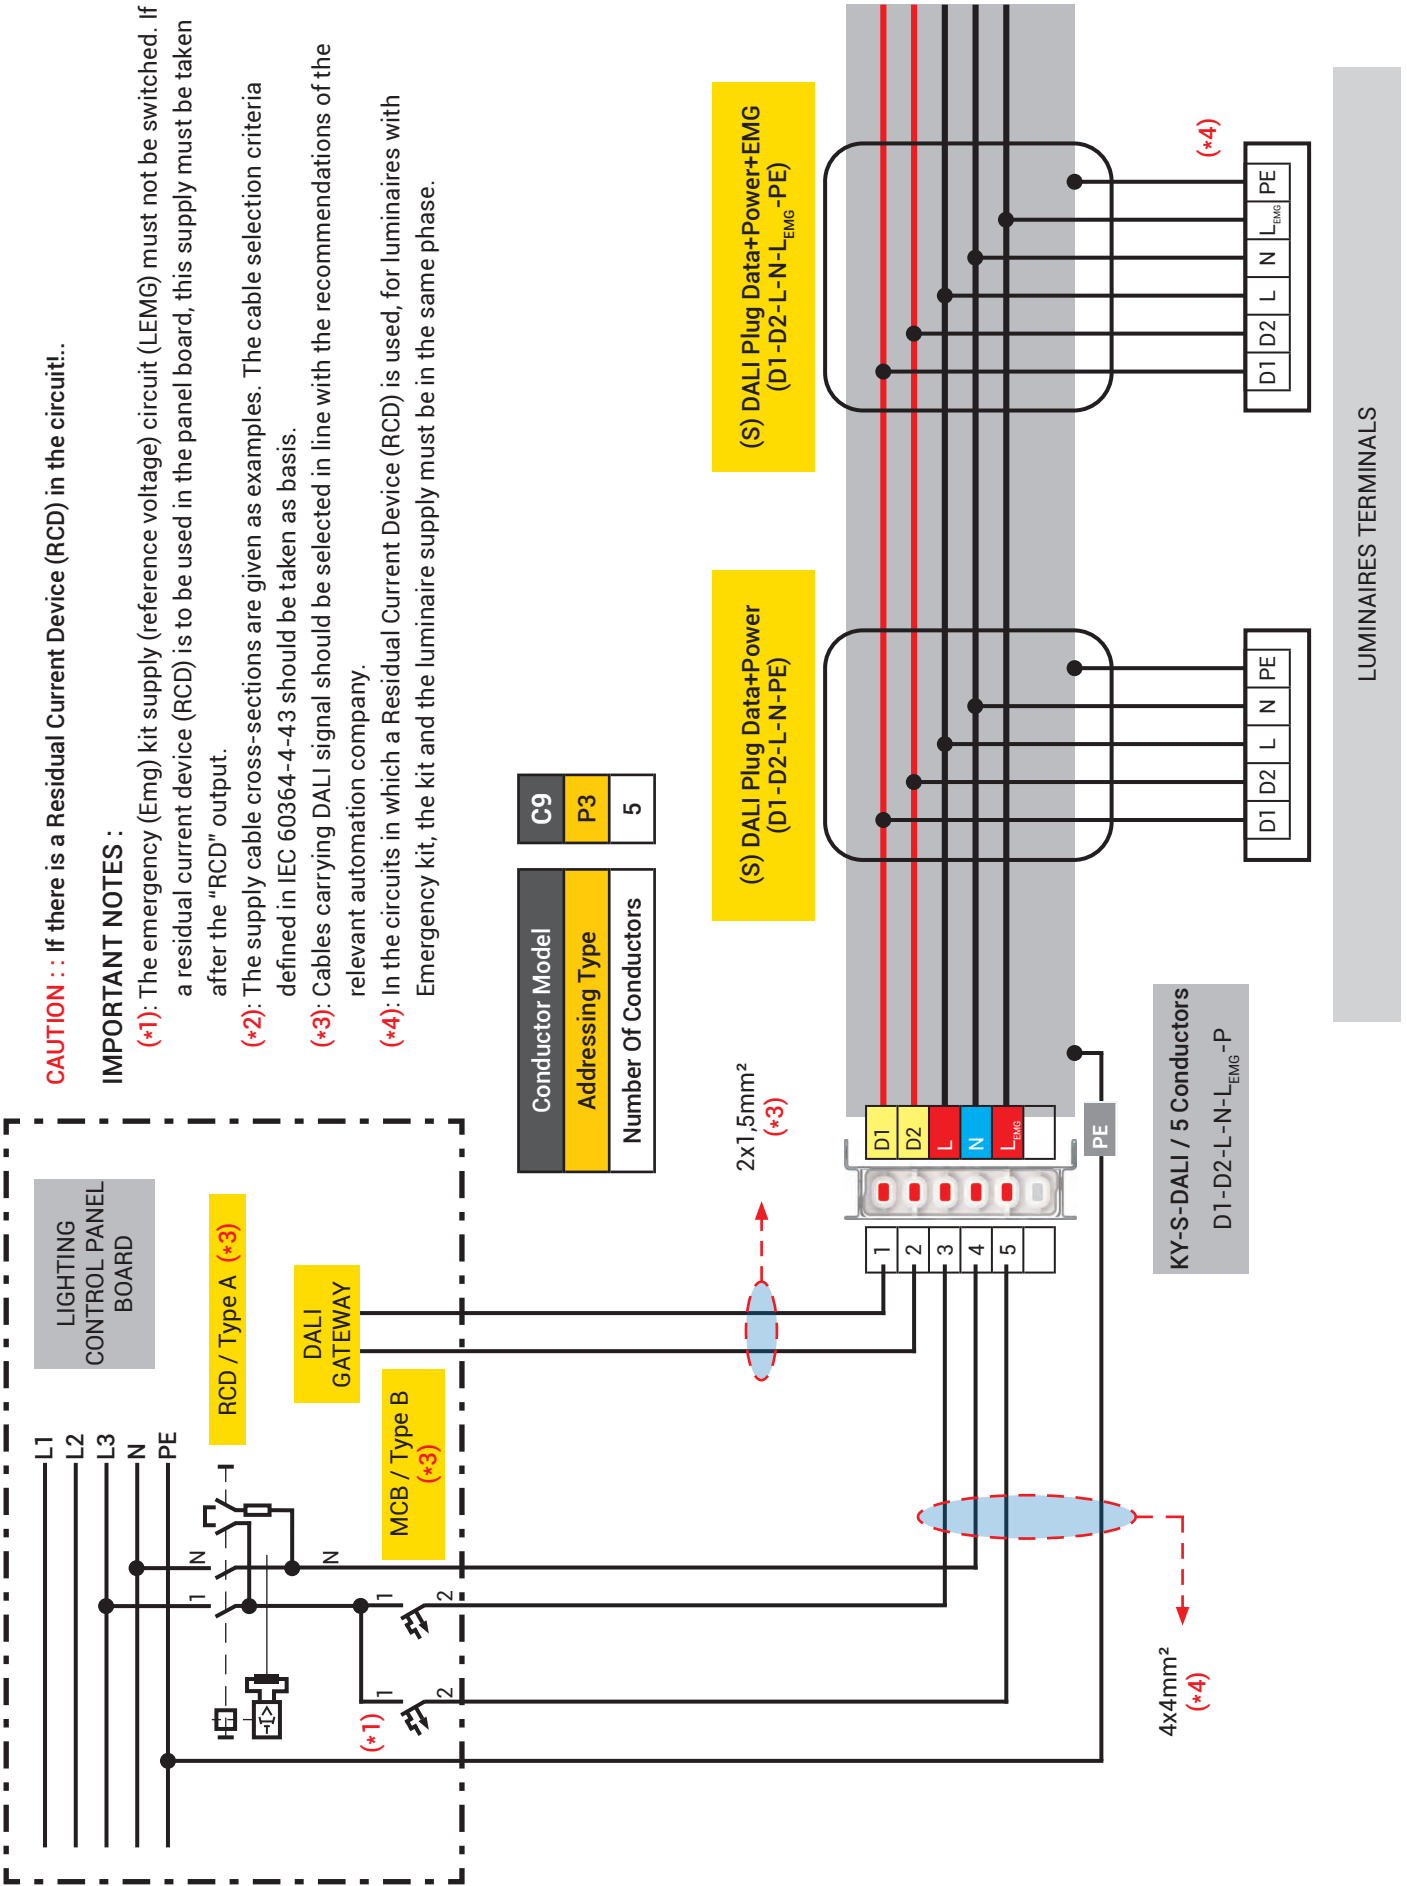 CAUTION : : If there is a Residual Current Device (RCD) in the circuit!..
IMPORTANT NOTES :
(*1): The emergency (Emg) kit supply (reference voltage) circuit (LEMG) must not be switched. If
a residual current device (RCD) is to be used in the panel board, this supply must be taken
after the "RCD" output.
(*2): The supply cable cross-sections are given as examples. The cable selection criteria
defined in IEC 60364-4-43 should be taken as basis.
(*3): Cables carrying DALI signal should be selected in line with the recommendations of the
relevant automation company.
(*4): In the circuits in which a Residual Current Device (RCD) is used, for luminaires with
Emergency kit, the kit and the luminaire supply must be in the same phase.
LIGHTING
CONTROL PANEL
BOARD
L1
L2
L3
N
PE
RCD / Type A (*3)
1
N
I>
N
DALI
GATEWAY
MCB / Type B
(*3)
(*1)
1
2
1
2
Conductor Model C9
Addressing Type P3
Number Of Conductors 5
2x1,5mm²
(*3)
4x4mm²
(*4)
1
2
3
4
5
D1
D2
L
N
LEMG
PE
KY-S-DALI / 5 Conductors
D1-D2-L-N-LEMG-P
(S) DALI Plug Data+Power
(D1-D2-L-N-PE)
D1 D2 L N PE
(S) DALI Plug Data+Power+EMG
(D1-D2-L-N-LEMG-PE)
D1 D2 L N LEMG PE
(*4)
LUMINAIRES TERMINALS